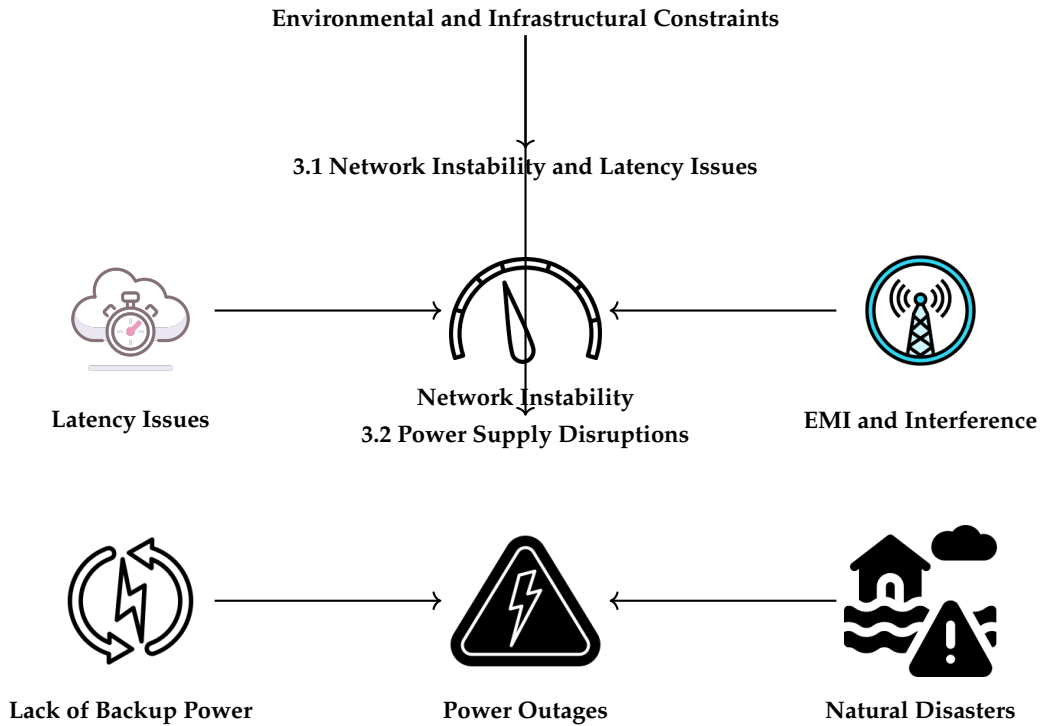 Environmental and Infrastructural Constraints
3.1 Network Instability and Latency Issues
Latency Issues
Network Instability
EMI and Interference
3.2 Power Supply Disruptions
Lack of Backup Power
Power Outages
Natural Disasters